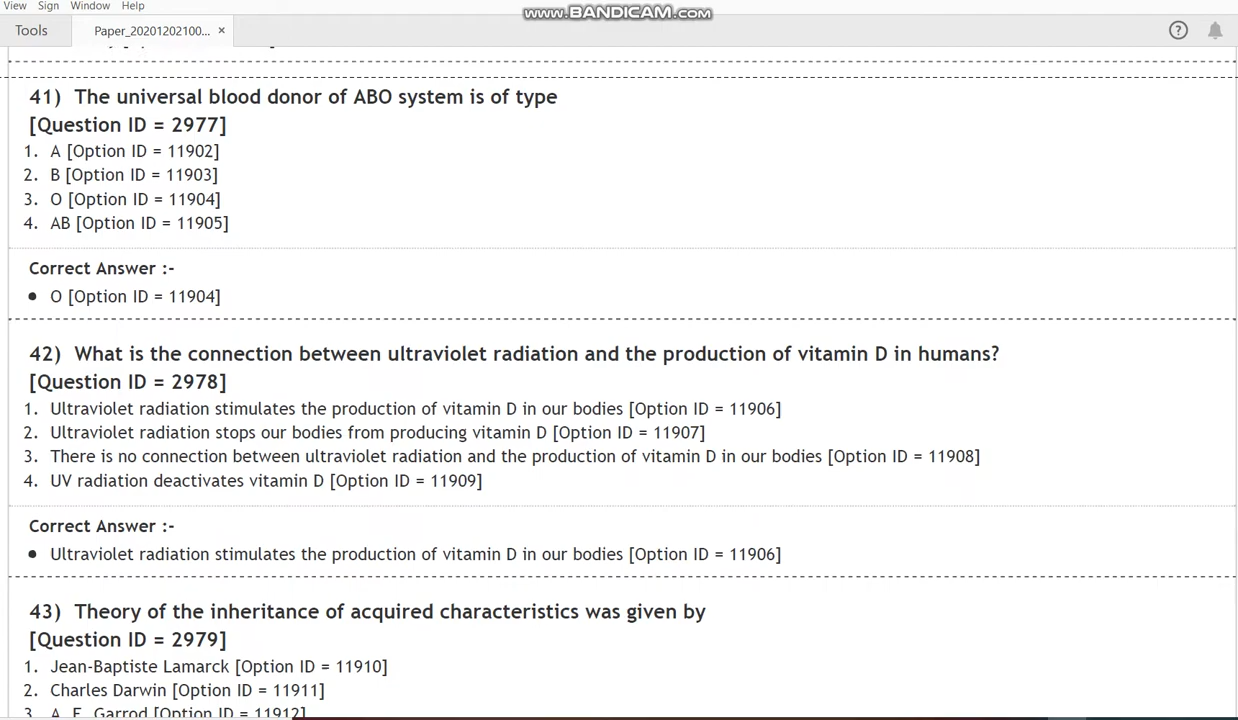 View Sign Window Help
www.BANDICAM.com
Tools Paper_20201202100... ×
41) The universal blood donor of ABO system is of type
[Question ID = 2977]
1. A [Option ID = 11902]
2. B [Option ID = 11903]
3. O [Option ID = 11904]
4. AB [Option ID = 11905]
Correct Answer :-
• O [Option ID = 11904]
42) What is the connection between ultraviolet radiation and the production of vitamin D in humans?
[Question ID = 2978]
1. Ultraviolet radiation stimulates the production of vitamin D in our bodies [Option ID = 11906]
2. Ultraviolet radiation stops our bodies from producing vitamin D [Option ID = 11907]
3. There is no connection between ultraviolet radiation and the production of vitamin D in our bodies [Option ID = 11908]
4. UV radiation deactivates vitamin D [Option ID = 11909]
Correct Answer :-
• Ultraviolet radiation stimulates the production of vitamin D in our bodies [Option ID = 11906]
43) Theory of the inheritance of acquired characteristics was given by
[Question ID = 2979]
1. Jean-Baptiste Lamarck [Option ID = 11910]
2. Charles Darwin [Option ID = 11911]
3. A. E. Garrod [Option ID = 11912]